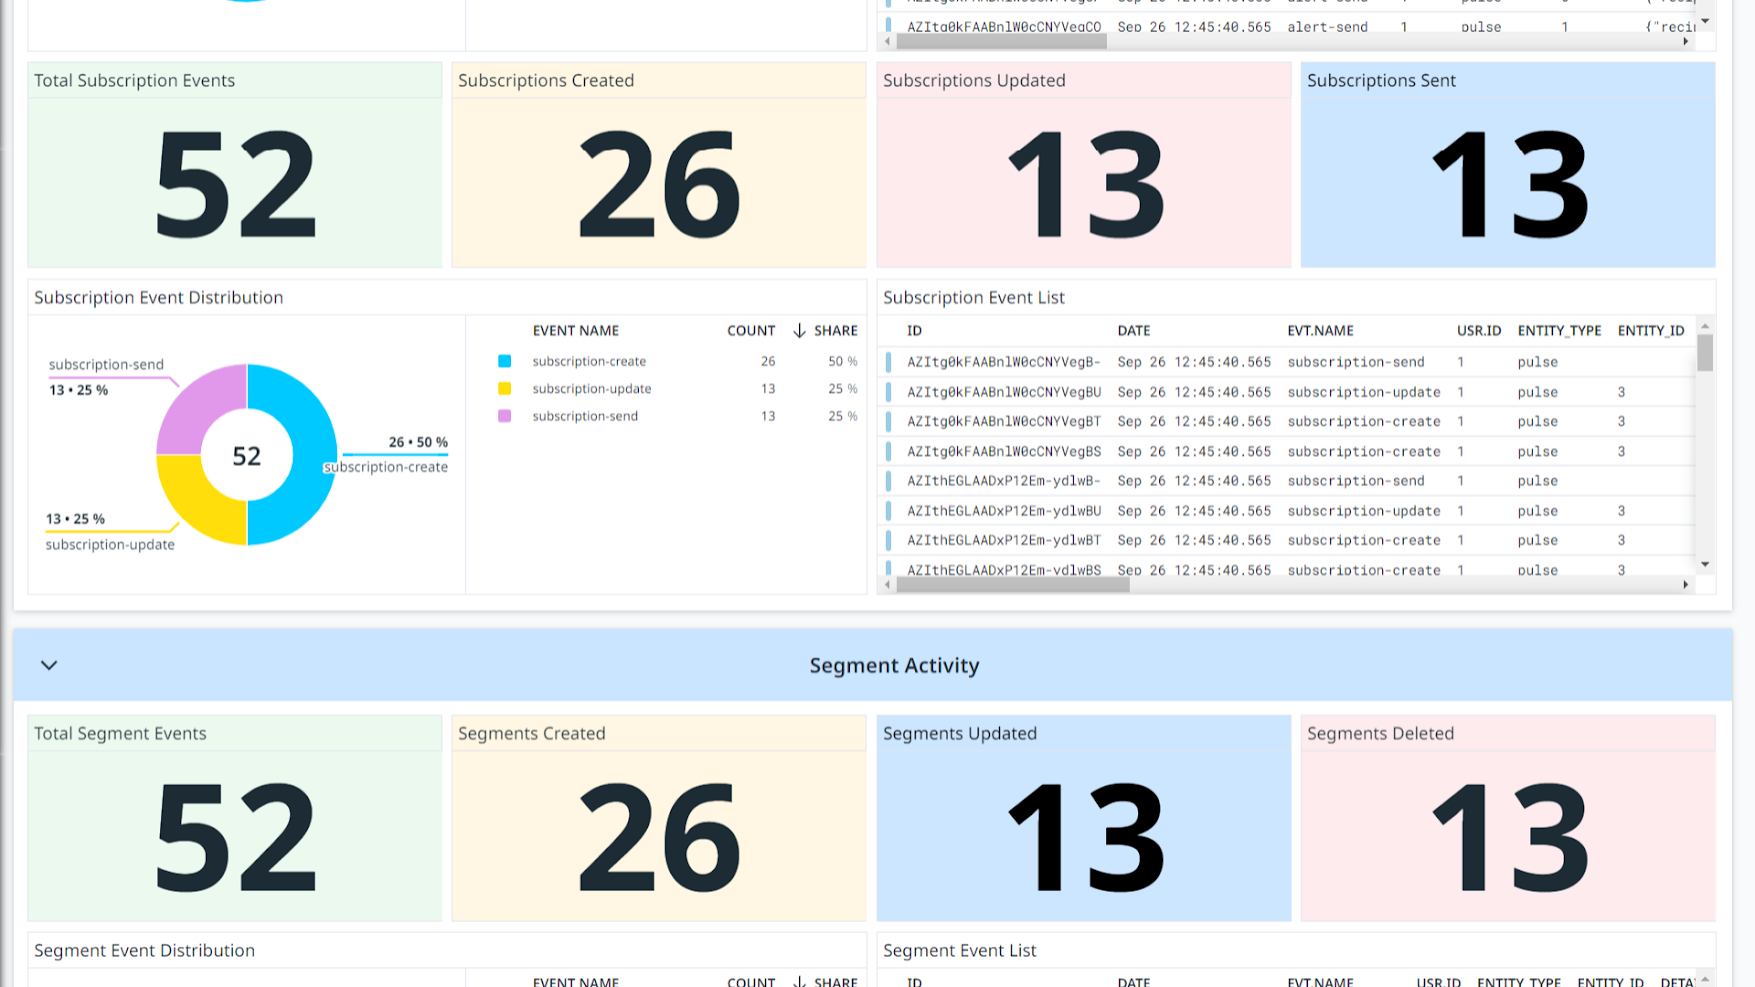 AZItg0kFAABnlW0cCNYVegCO Sep 26 12:45:40.565 alert-send 1 pulse 1 {"reci
Total Subscription Events
Subscriptions Created
Subscriptions Updated
Subscriptions Sent
52
26
13
13
Subscription Event Distribution
subscription-send
13 • 25 %
52
26 • 50 %
subscription-create
13 • 25 %
subscription-update
EVENT NAME COUNT SHARE
subscription-create 26 50 %
subscription-update 13 25 %
subscription-send 13 25 %
Subscription Event List
ID DATE EVT.NAME USR.ID ENTITY_TYPE ENTITY_ID
AZItg0kFAABnlW0cCNYVegB- Sep 26 12:45:40.565 subscription-send 1 pulse
AZItg0kFAABnlW0cCNYVegBU Sep 26 12:45:40.565 subscription-update 1 pulse 3
AZItg0kFAABnlW0cCNYVegBT Sep 26 12:45:40.565 subscription-create 1 pulse 3
AZItg0kFAABnlW0cCNYVegBS Sep 26 12:45:40.565 subscription-create 1 pulse 3
AZIthEGLAADxP12Em-ydlwB- Sep 26 12:45:40.565 subscription-send 1 pulse
AZIthEGLAADxP12Em-ydlwBU Sep 26 12:45:40.565 subscription-update 1 pulse 3
AZIthEGLAADxP12Em-ydlwBT Sep 26 12:45:40.565 subscription-create 1 pulse 3
AZIthEGLAADxP12Em-ydlwBS Sep 26 12:45:40.565 subscription-create 1 pulse 3
Segment Activity
Total Segment Events
Segments Created
Segments Updated
Segments Deleted
52
26
13
13
Segment Event Distribution
EVENT NAME COUNT SHARE
Segment Event List
ID DATE EVT.NAME USR.ID ENTITY_TYPE ENTITY_ID DETA